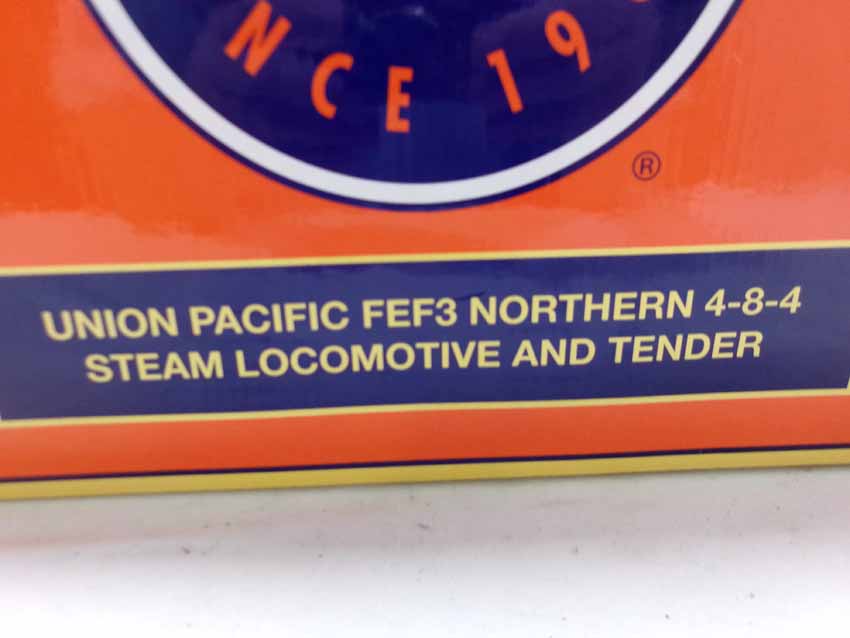 NCE 19
®
UNION PACIFIC FEF3 NORTHERN 4-8-4
STEAM LOCOMOTIVE AND TENDER